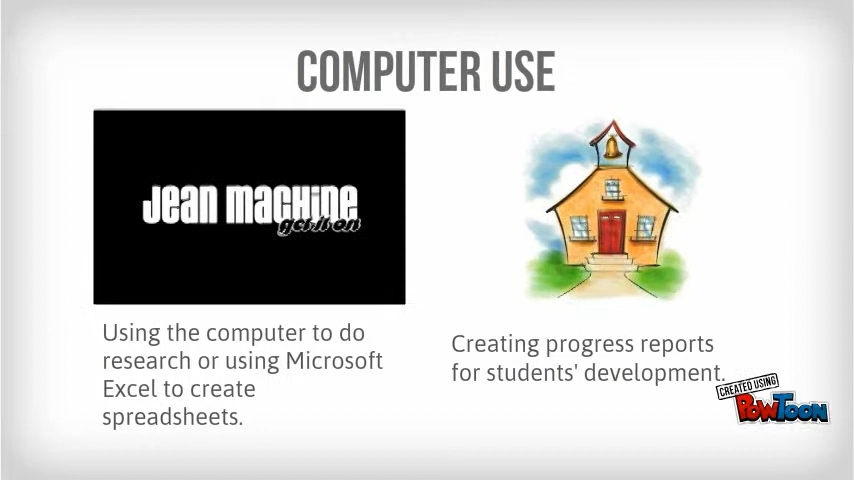 COMPUTER USE
Jean Machine
get it on
Using the computer to do
research or using Microsoft
Excel to create
spreadsheets.
Creating progress reports
for students' development.
CREATED USING
PowToon